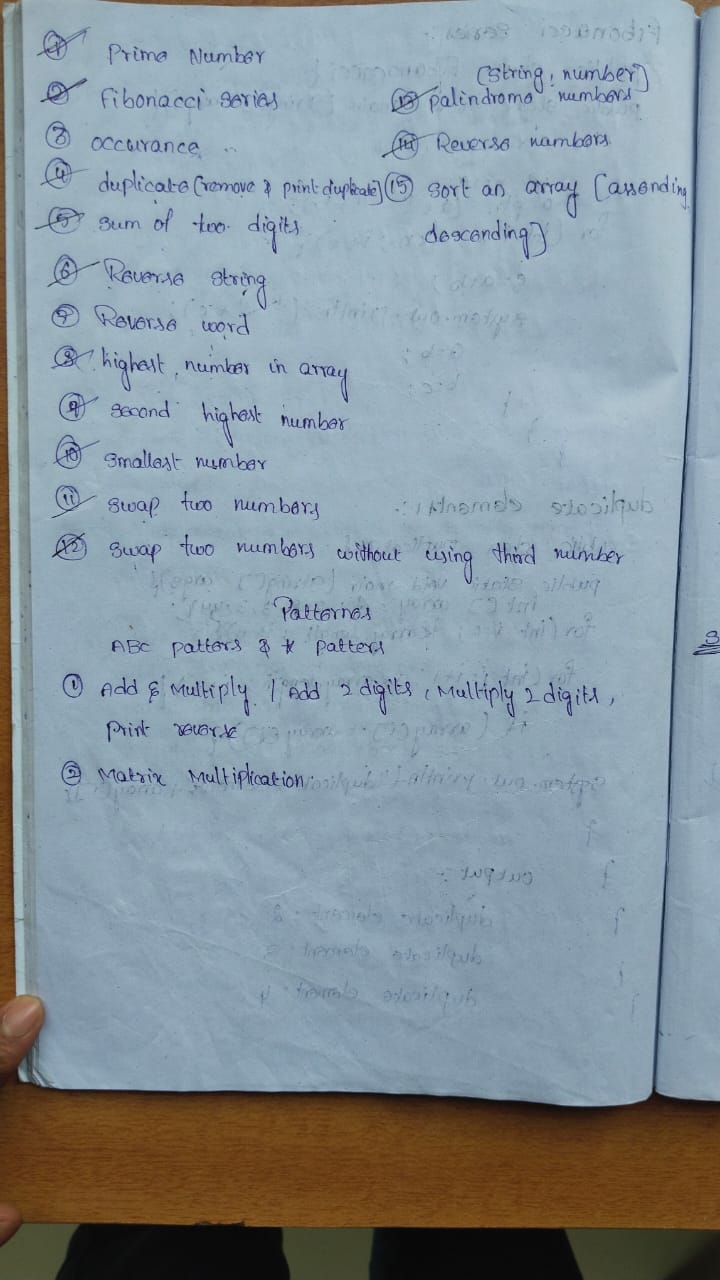 ① Prime Number
② Fibonacci series
③ occurance ..
④ duplicate [remove & print duplicate]
⑤ sum of two digits
⑥ Reverse string
⑦ Reverse word
⑧ highest number in array
⑨ second highest number
⑩ smallest number
⑪ swap two numbers
⑫ swap two numbers without using third number
[string, number]
⑬ palindrome numbers
⑭ Reverse numbers
⑮ sort an array [assending
descending]
Patternes
ABC patters & * patters
① Add & Multiply / Add 2 digits, Multiply 2 digits,
print reverse
② Matrix Multiplication.